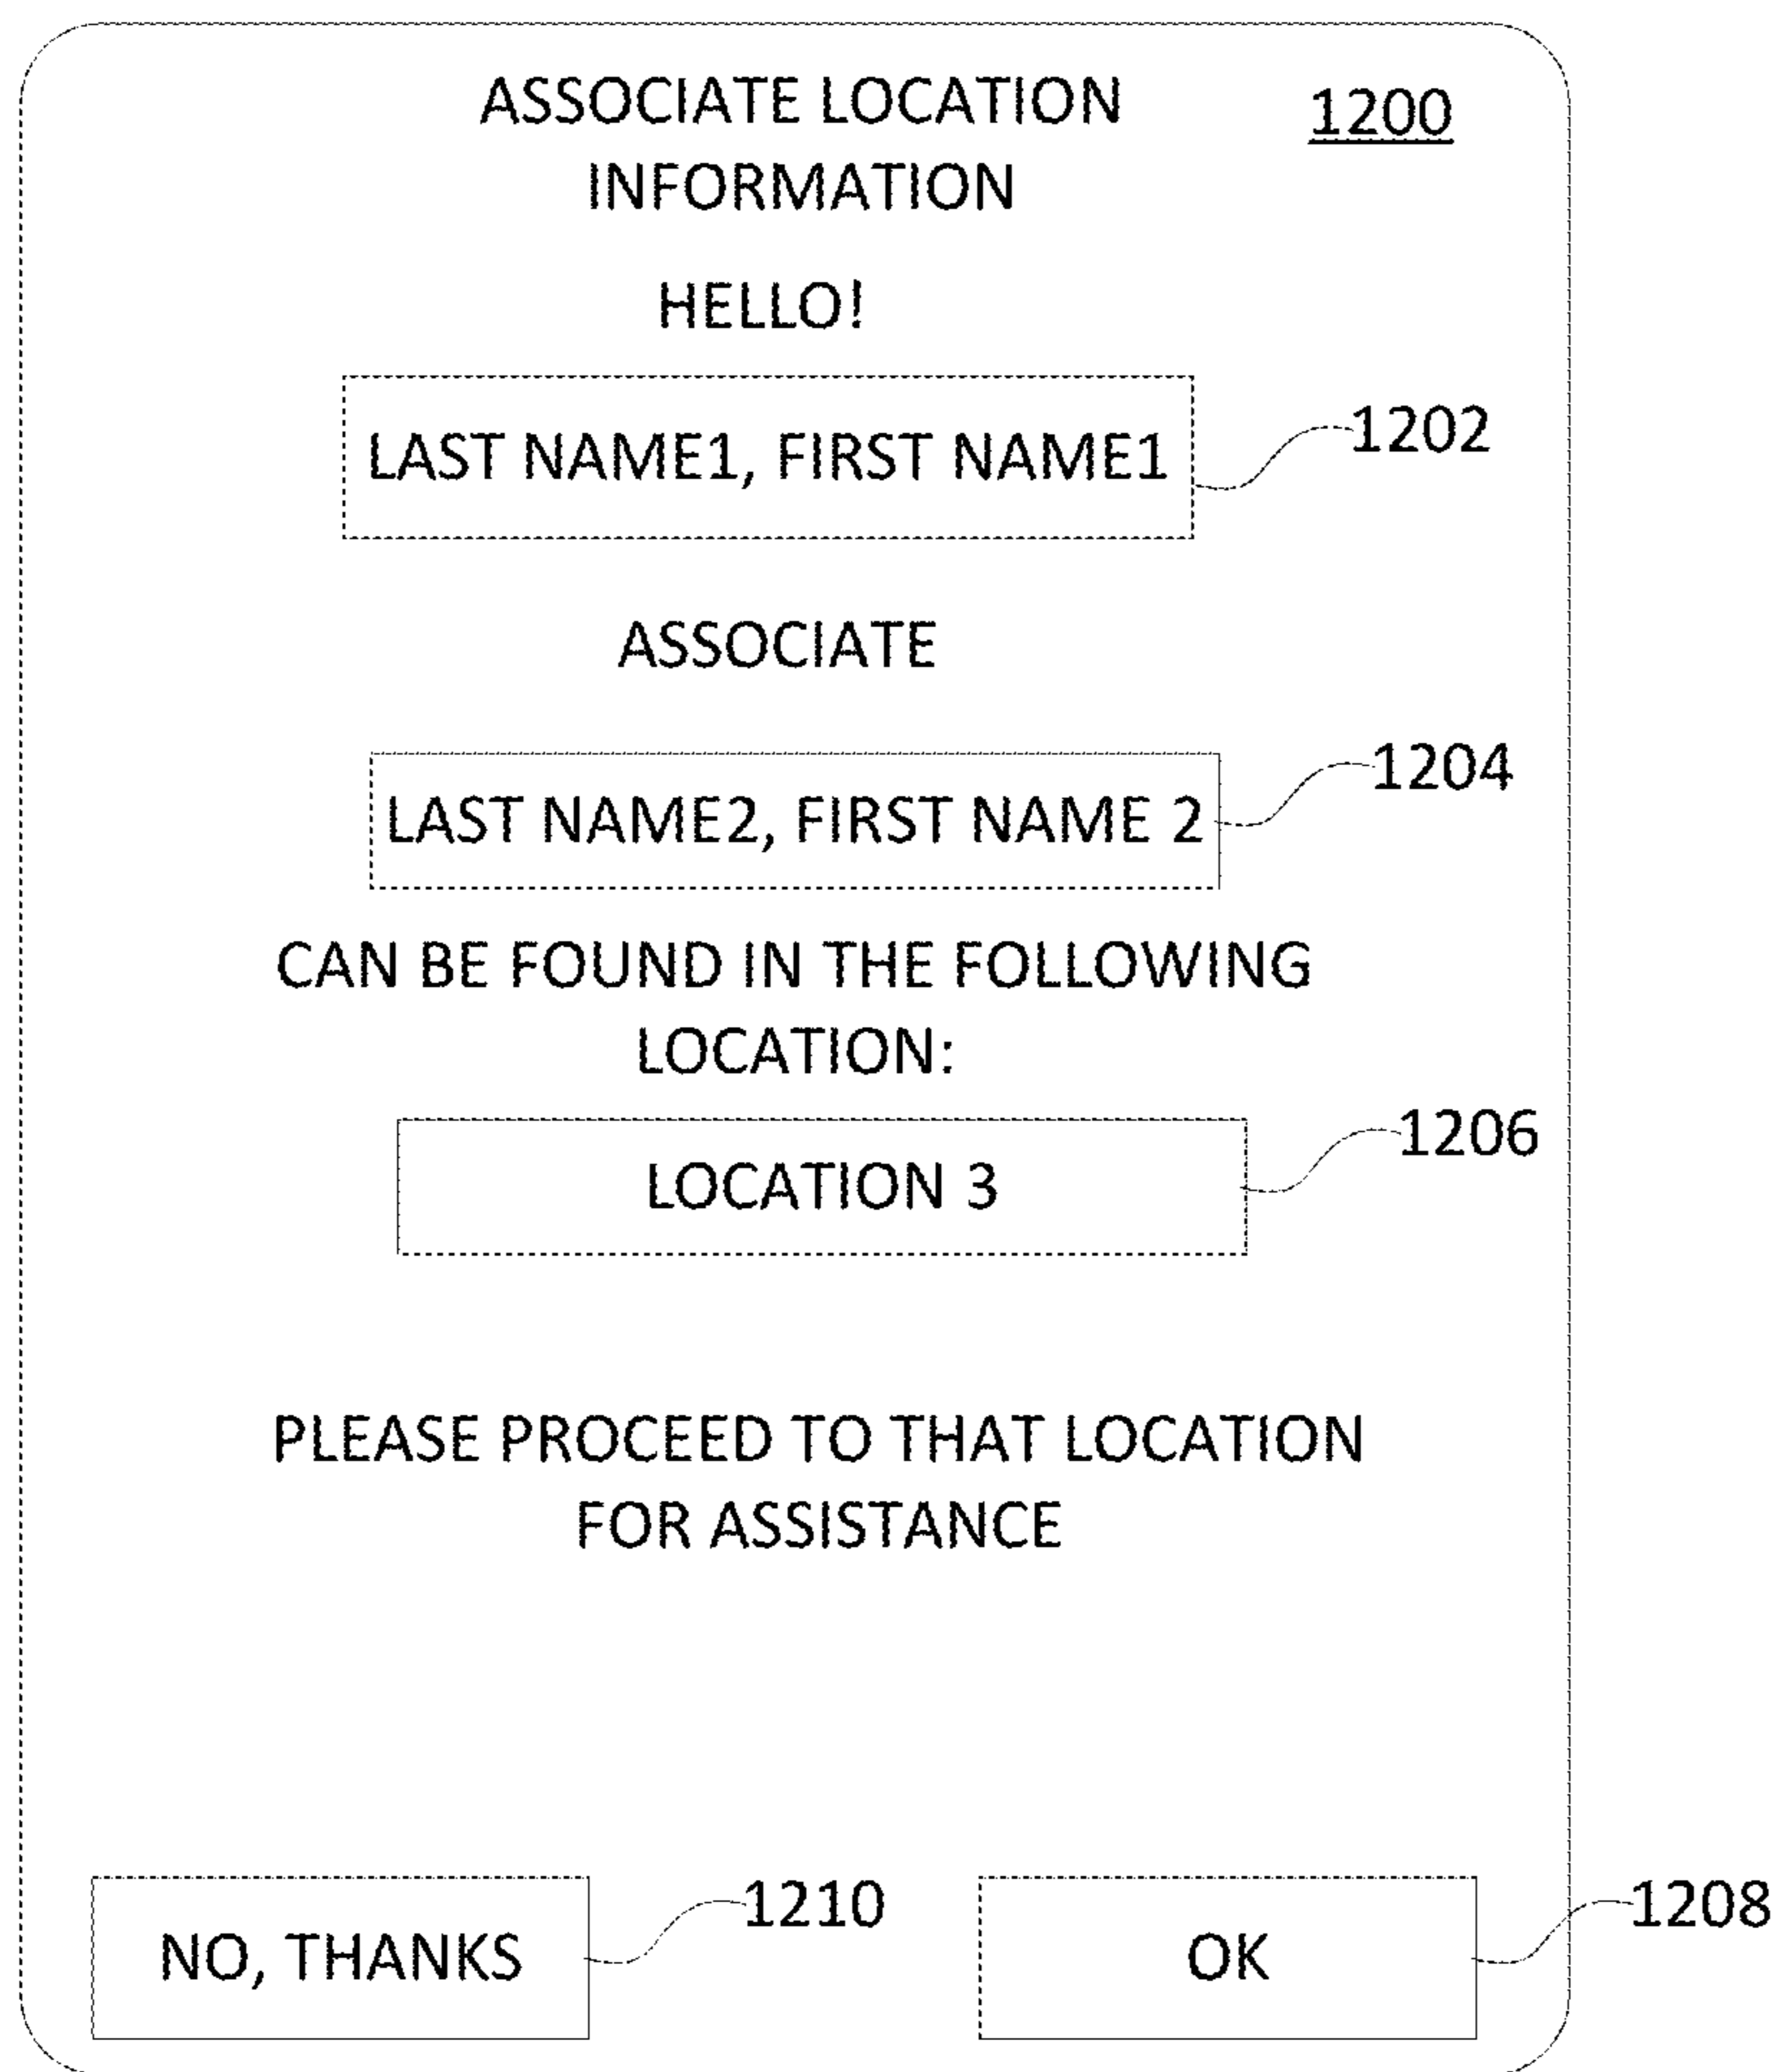 ASSOCIATE LOCATION
1200
INFORMATION
HELLO!
LAST NAME1, FIRST NAME1
1202
ASSOCIATE
1204
LAST NAME2, FIRST NAME 2
CAN BE FOUND IN THE FOLLOWING
LOCATION:
1206
LOCATION 3
PLEASE PROCEED TO THAT LOCATION
FOR ASSISTANCE
1210
1208
NO, THANKS
OK